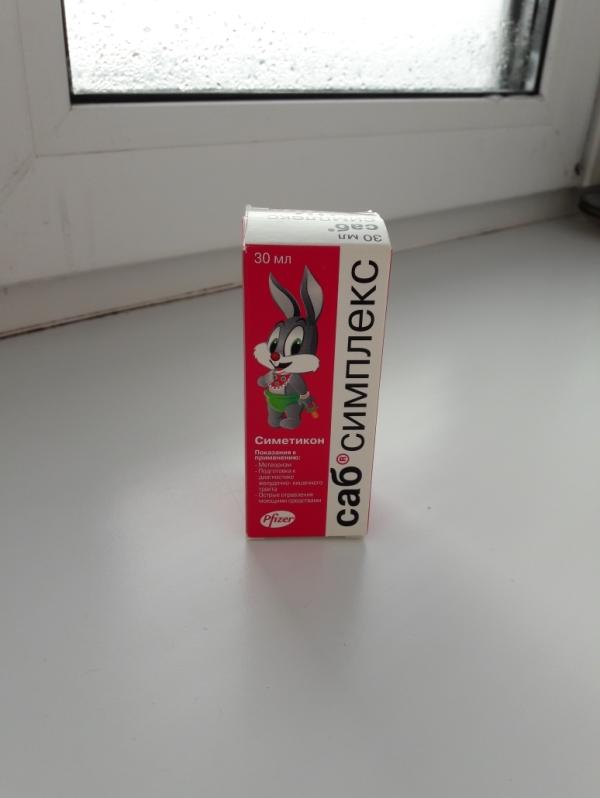 симплекс
саб®
30 мл
30 мл
Симетикон
Показания к
применению:
- Метеоризм
- Подготовка к
диагностике
желудочно- кишечного
тракта
- Острые отравления
моющими средствами
Pfizer
саб® симплекс